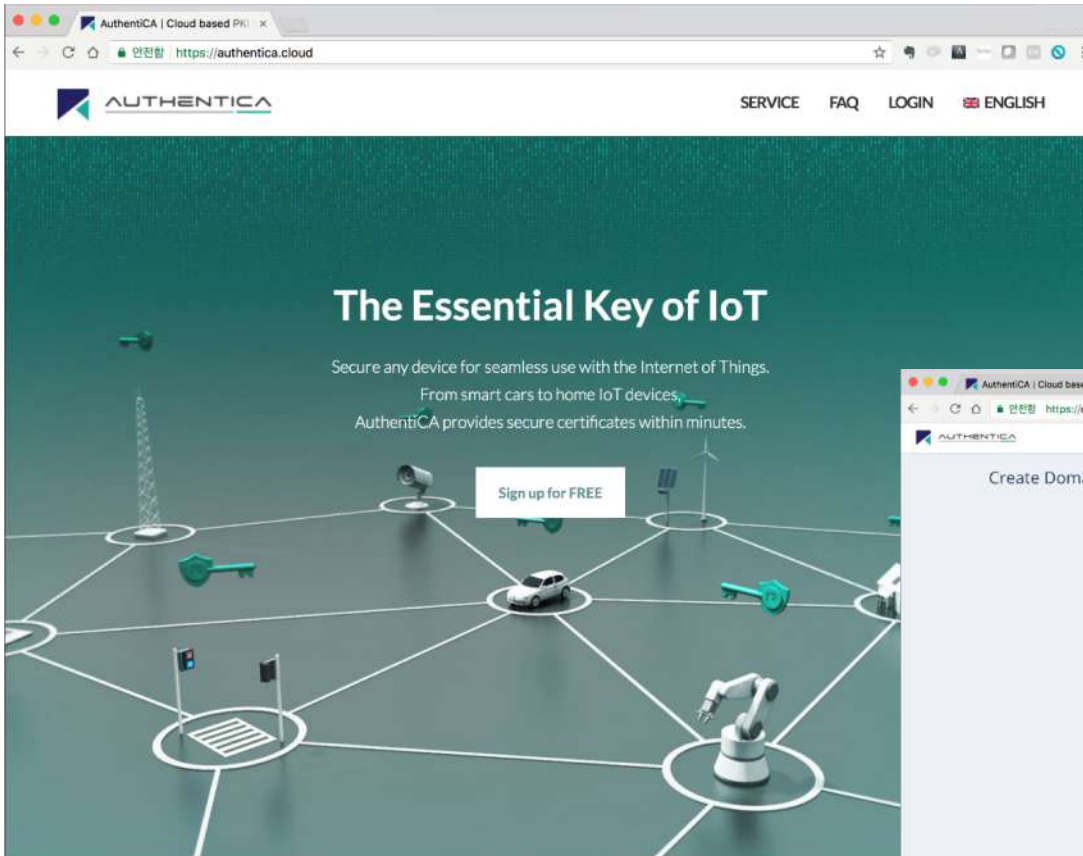 AuthentiCA | Cloud based PKI
안전함 https://authentica.cloud
AUTHENTICA
SERVICE FAQ LOGIN ENGLISH
The Essential Key of IoT
Secure any device for seamless use with the Internet of Things.
From smart cars to home IoT devices,
AuthentiCA provides secure certificates within minutes.
Sign up for FREE
AuthentiCA | Cloud base
안전함 https://
AUTHENTICA
Create Doma